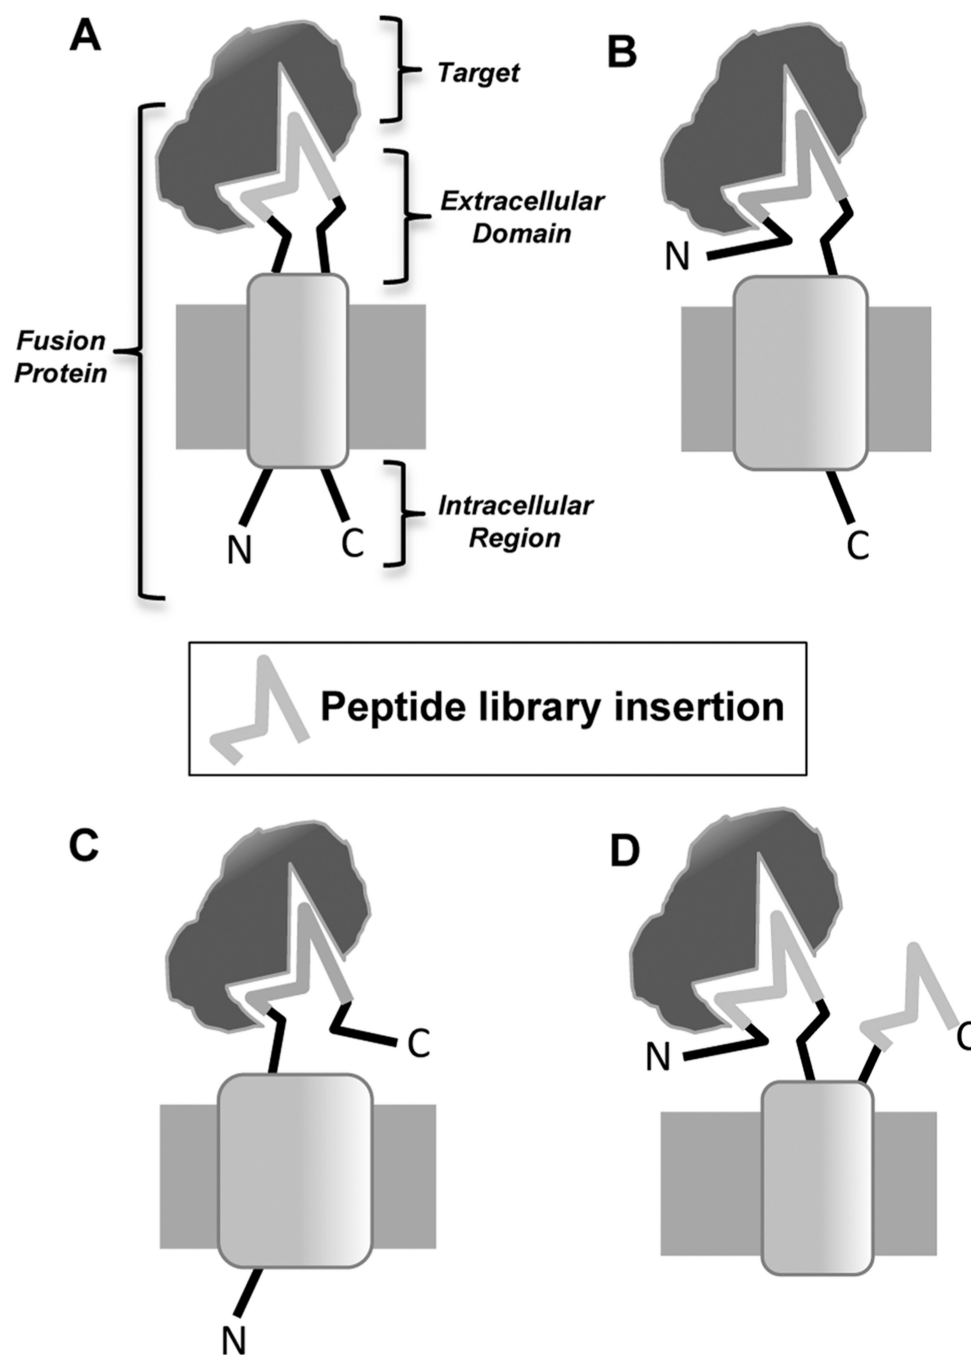 A
Target
B
Extracellular
Domain
N
Fusion
Protein
Intracellular
Region
N
C
C
Peptide library insertion
C
D
C
N
C
N